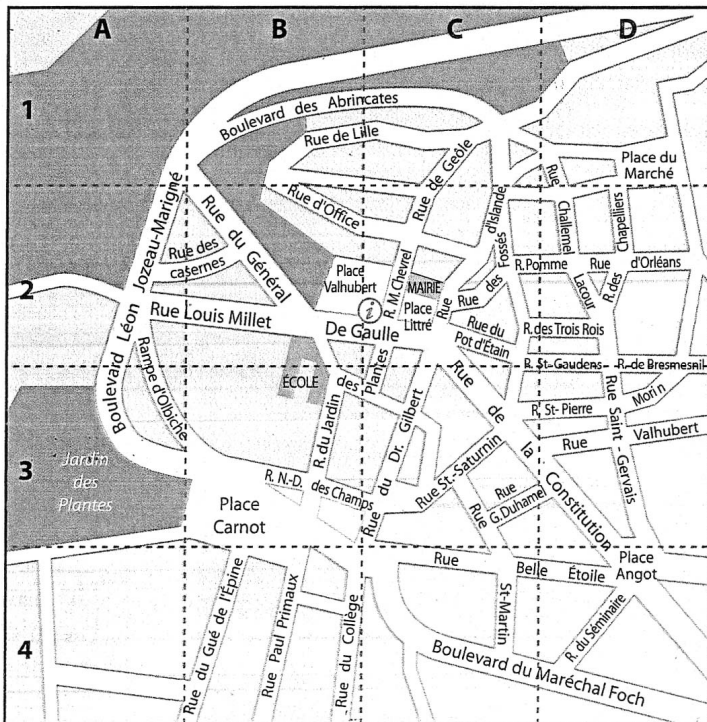 A B C D
1
Boulevard des Abrincates
Rue de Lille
Rue de Geôle
Place du
Marché
Rue d'Office
Rue
Challemel
Chapelliers
Rue du Général
d'Islande
Fossés
Rue des
casernes
Boulevard Léon Jozeau-Marigné
2
Place
Valhubert
R. M. Chevrel
MAIRIE
Rue
Rue des
R. Pomme
Rue d'Orléans
Lacour
R. des
i
Place
Littré
Rue Louis Millet
De Gaulle
Rue du
Pot d'Étain
R. des Trois Rois
Plantes
R. St-Gaudens
R. de Bresmesnil
Rampe d'Olbiche
ÉCOLE
R. du Jardin des
Rue du Dr. Gilbert
Rue de la Constitution
Morin
R. St-Pierre
Rue Saint-Gervais
Rue Valhubert
3
Jardin
des
Plantes
Rue St.-Saturnin
R. N.-D. des Champs
Rue
G. Duhamel
Rue
St-Martin
Place
Carnot
Rue Belle Étoile
Place
Angot
4
Rue du Gué de l'Épine
Rue Paul Primaux
Rue du Collège
R. du Séminaire
Boulevard du Maréchal Foch